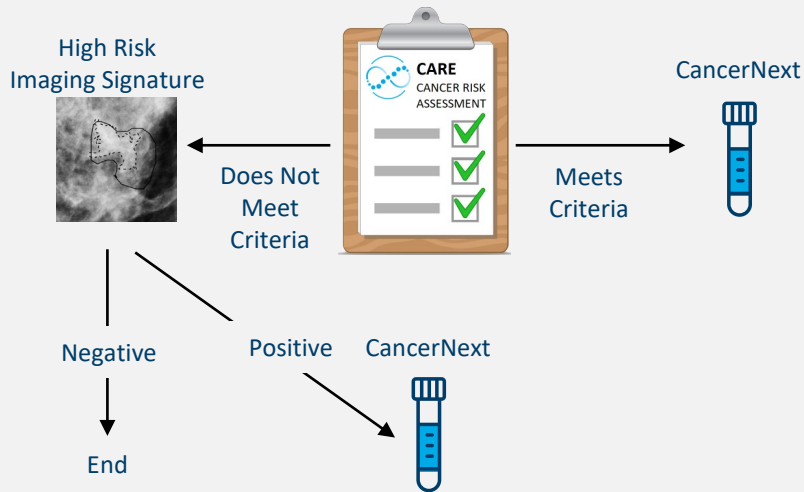 High Risk
Imaging Signature
CARE
CANCER RISK
ASSESSMENT
CancerNext
Does Not
Meet
Criteria
Meets
Criteria
Negative
Positive
CancerNext
End